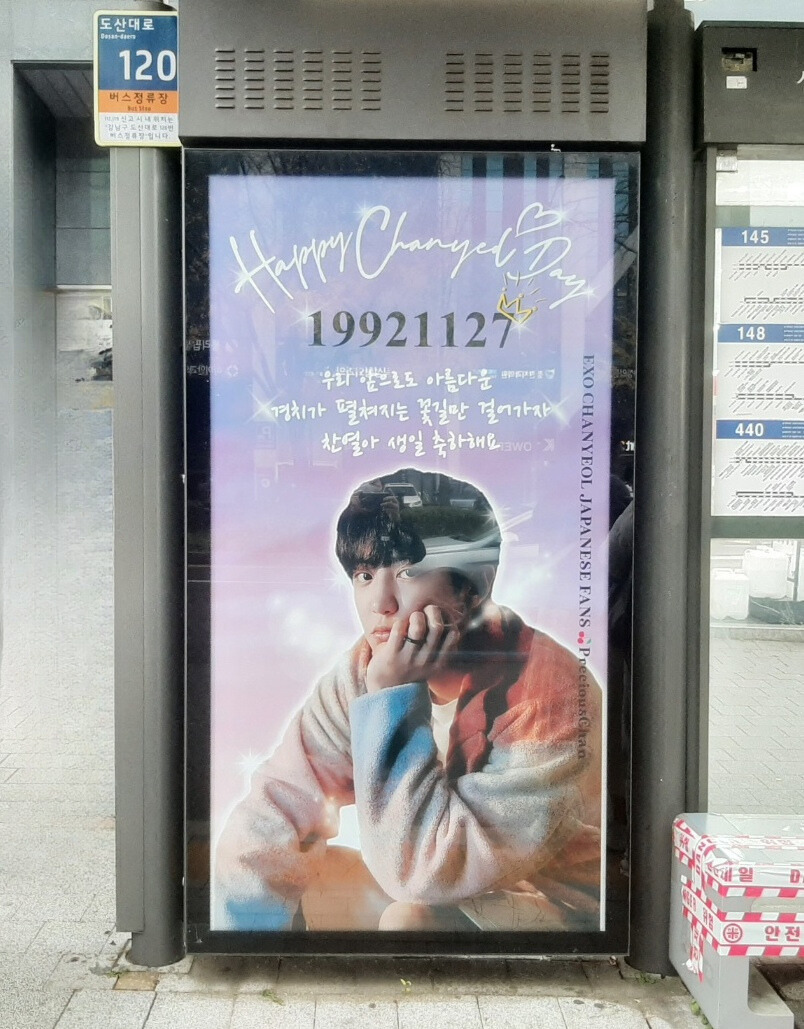 도산대로
Dosan-daero
120
버스정류장
Bus Stop
Happy Chanyeol Day
19921127
우리 앞으로도 아름다운
경치가 펼쳐지는 꽃길만 걸어가자
찬열아 생일 축하해요
EXO CHANYEOL JAPANESE FANS PreciousChan
145
148
440
안전